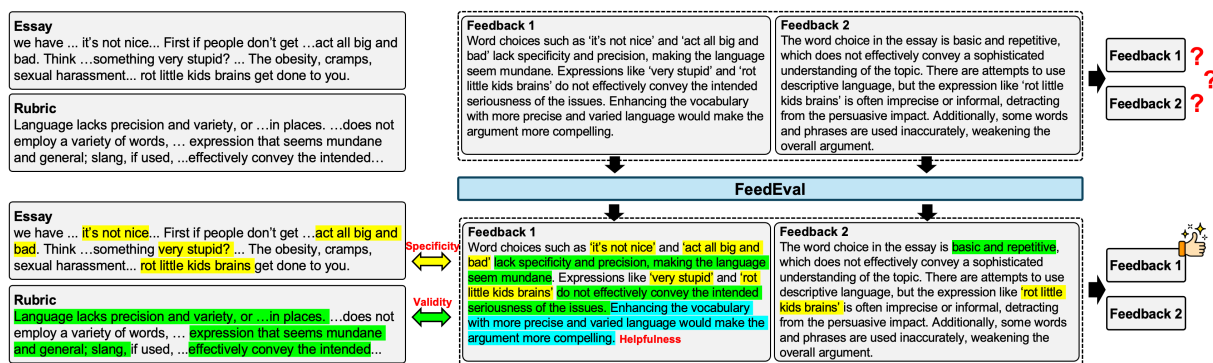 Essay
we have ... it's not nice... First if people don't get ...act all big and
bad. Think ...something very stupid? ... The obesity, cramps,
sexual harassment... rot little kids brains get done to you.
Rubric
Language lacks precision and variety, or ...in places. ...does not
employ a variety of words, ... expression that seems mundane
and general; slang, if used, ...effectively convey the intended…
Feedback 1
Word choices such as ‘it's not nice’ and ‘act all big and
bad’ lack specificity and precision, making the language
seem mundane. Expressions like ‘very stupid’ and ‘rot
little kids brains’ do not effectively convey the intended
seriousness of the issues. Enhancing the vocabulary
with more precise and varied language would make the
argument more compelling.
Feedback 2
The word choice in the essay is basic and repetitive,
which does not effectively convey a sophisticated
understanding of the topic. There are attempts to use
descriptive language, but the expression like ‘rot little
kids brains’ is often imprecise or informal, detracting
from the persuasive impact. Additionally, some words
and phrases are used inaccurately, weakening the
overall argument.
Feedback 1 ?
?
Feedback 2 ?
FeedEval
Essay
we have ... it's not nice... First if people don't get ...act all big and
bad. Think ...something very stupid? ... The obesity, cramps,
sexual harassment... rot little kids brains get done to you.
Specificity
Rubric
Language lacks precision and variety, or ...in places. ...does not
employ a variety of words, ... expression that seems mundane
and general; slang, if used, ...effectively convey the intended...
Validity
Feedback 1
Word choices such as ‘it's not nice’ and ‘act all big and
bad’ lack specificity and precision, making the language
seem mundane. Expressions like ‘very stupid’ and ‘rot
little kids brains’ do not effectively convey the intended
seriousness of the issues. Enhancing the vocabulary
with more precise and varied language would make the
argument more compelling. Helpfulness
Feedback 2
The word choice in the essay is basic and repetitive,
which does not effectively convey a sophisticated
understanding of the topic. There are attempts to use
descriptive language, but the expression like ‘rot little
kids brains’ is often imprecise or informal, detracting
from the persuasive impact. Additionally, some words
and phrases are used inaccurately, weakening the
overall argument.
Feedback 1
Feedback 2